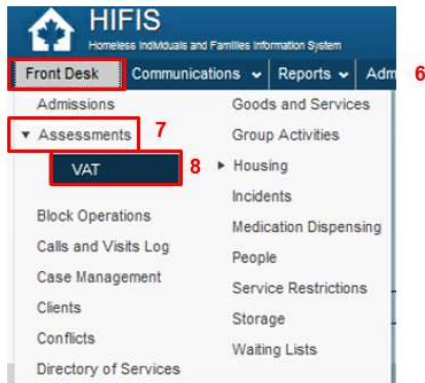 HIFIS
Homeless Individuals and Families Information System
Front Desk Communications Reports Adm 6
Admissions
Assessments 7
VAT 8
Block Operations
Calls and Visits Log
Case Management
Clients
Conflicts
Directory of Services
Goods and Services
Group Activities
Housing
Incidents
Medication Dispensing
People
Service Restrictions
Storage
Waiting Lists